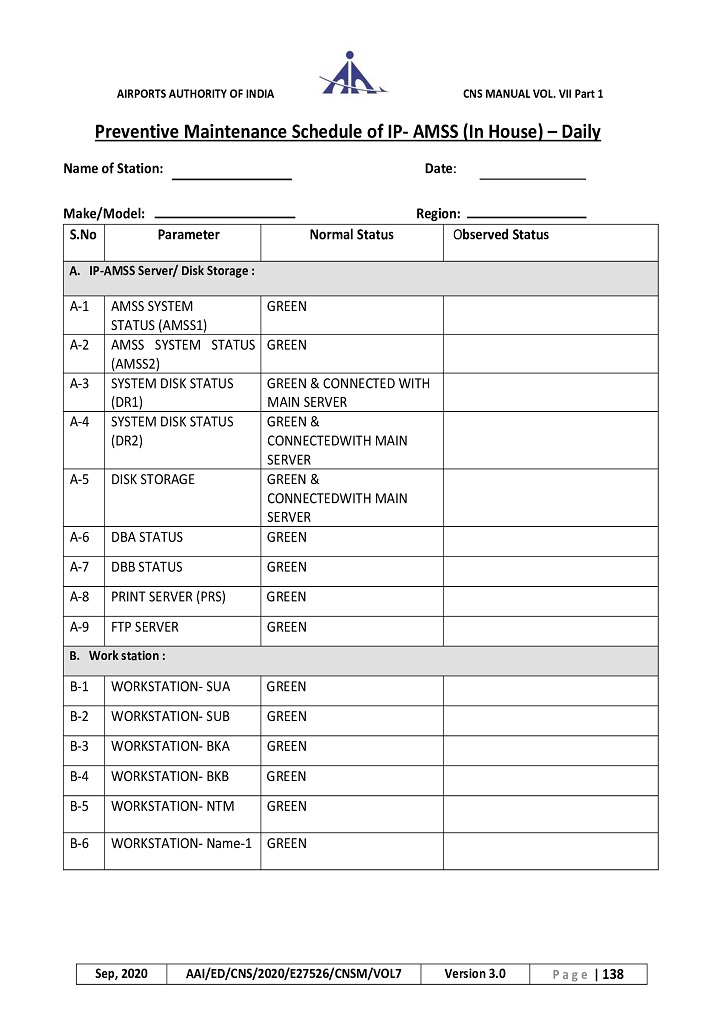 AIRPORTS AUTHORITY OF INDIA CNS MANUAL VOL. VII Part 1
Preventive Maintenance Schedule of IP- AMSS (In House) – Daily
Name of Station: Date:
Make/Model: Region:
S.No Parameter Normal Status Observed Status
A. IP-AMSS Server/ Disk Storage :
A-1 AMSS SYSTEM GREEN
STATUS (AMSS1)
A-2 AMSS SYSTEM STATUS GREEN
(AMSS2)
A-3 SYSTEM DISK STATUS GREEN & CONNECTED WITH
(DR1) MAIN SERVER
A-4 SYSTEM DISK STATUS GREEN &
(DR2) CONNECTEDWITH MAIN
SERVER
A-5 DISK STORAGE GREEN &
CONNECTEDWITH MAIN
SERVER
A-6 DBA STATUS GREEN
A-7 DBB STATUS GREEN
A-8 PRINT SERVER (PRS) GREEN
A-9 FTP SERVER GREEN
B. Work station :
B-1 WORKSTATION- SUA GREEN
B-2 WORKSTATION- SUB GREEN
B-3 WORKSTATION- BKA GREEN
B-4 WORKSTATION- BKB GREEN
B-5 WORKSTATION- NTM GREEN
B-6 WORKSTATION- Name-1 GREEN
Sep, 2020 AAI/ED/CNS/2020/E27526/CNSM/VOL7 Version 3.0 Page | 138